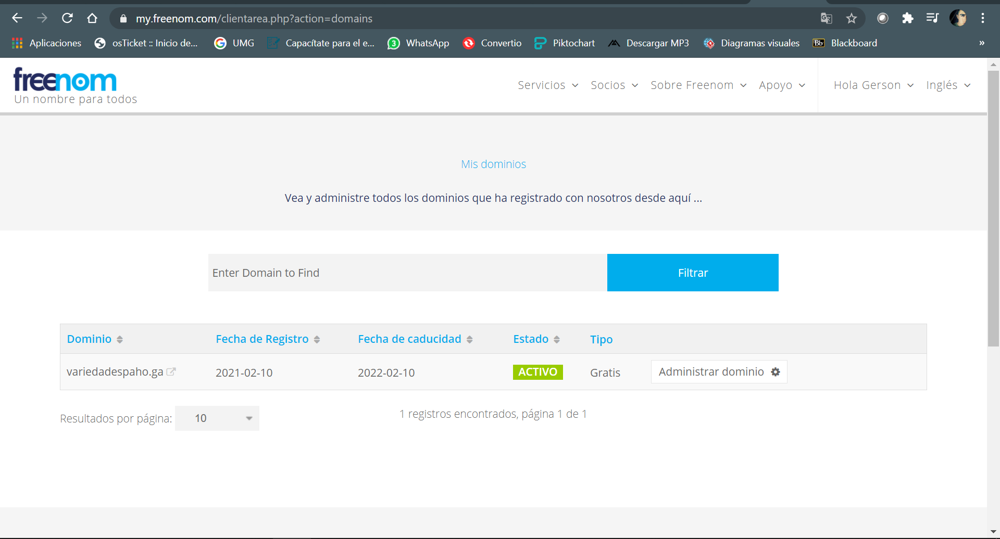 my.freenom.com/clientarea.php?action=domains
Aplicaciones osTicket :: Inicio de... UMG Capacítate para el e... 3 WhatsApp Convertio Piktochart Descargar MP3 Diagramas visuales Bb Blackboard »
freenom
Un nombre para todos
Servicios Socios Sobre Freenom Apoyo Hola Gerson Inglés
Mis dominios
Vea y administre todos los dominios que ha registrado con nosotros desde aquí ...
Enter Domain to Find Filtrar
Dominio Fecha de Registro Fecha de caducidad Estado Tipo
variedadespaho.ga 2021-02-10 2022-02-10 ACTIVO Gratis Administrar dominio
Resultados por página: 10 1 registros encontrados, página 1 de 1